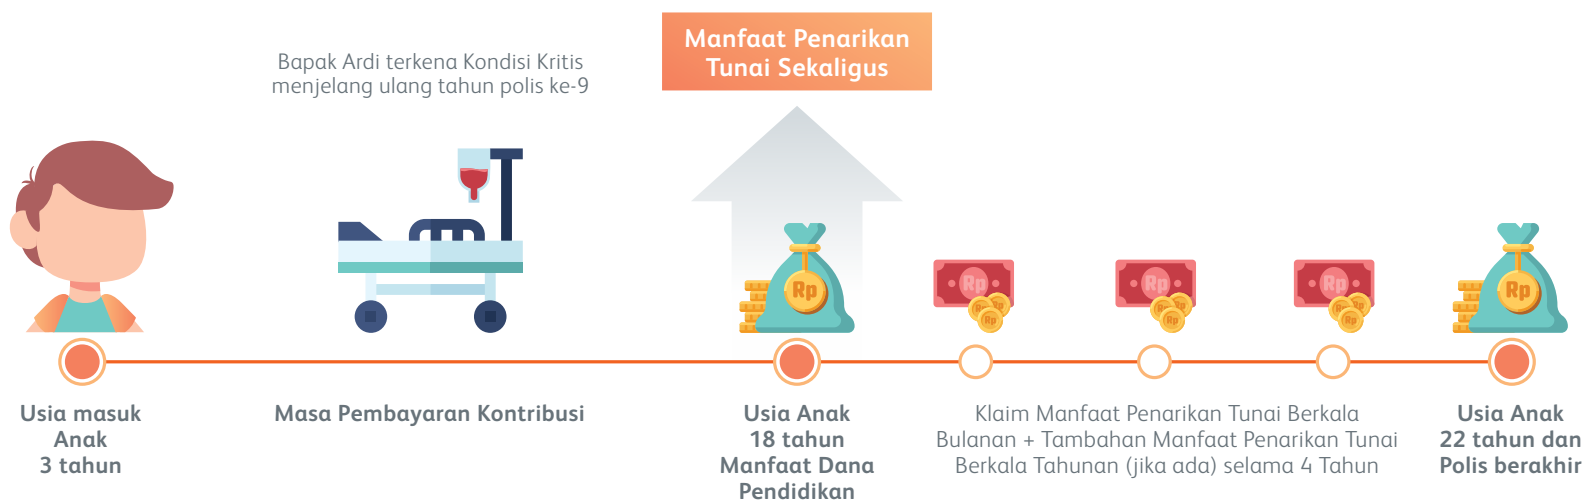 Bapak Ardi terkena Kondisi Kritis
menjelang ulang tahun polis ke-9
Manfaat Penarikan
Tunai Sekaligus
Rp
Rp
Rp
Rp
Rp
Rp
Rp
Rp
Usia masuk
Anak
3 tahun
Masa Pembayaran Kontribusi
Usia Anak
18 tahun
Manfaat Dana
Pendidikan
Klaim Manfaat Penarikan Tunai Berkala
Bulanan + Tambahan Manfaat Penarikan Tunai
Berkala Tahunan (jika ada) selama 4 Tahun
Usia Anak
22 tahun dan
Polis berakhir